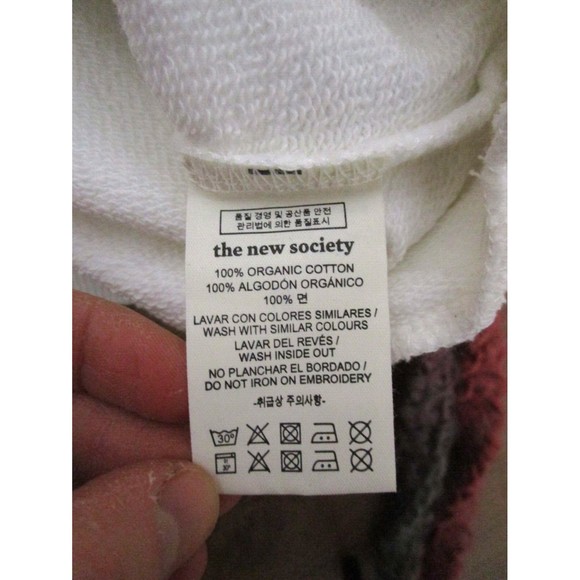 품질 경영 및 공산품 안전
관리법에 의한 품질표시
the new society
100% ORGANIC COTTON
100% ALGODÓN ORGÁNICO
100% 면
LAVAR CON COLORES SIMILARES /
WASH WITH SIMILAR COLOURS
LAVAR DEL REVÉS /
WASH INSIDE OUT
NO PLANCHAR EL BORDADO /
DO NOT IRON ON EMBROIDERY
-취급상 주의사항-
30º